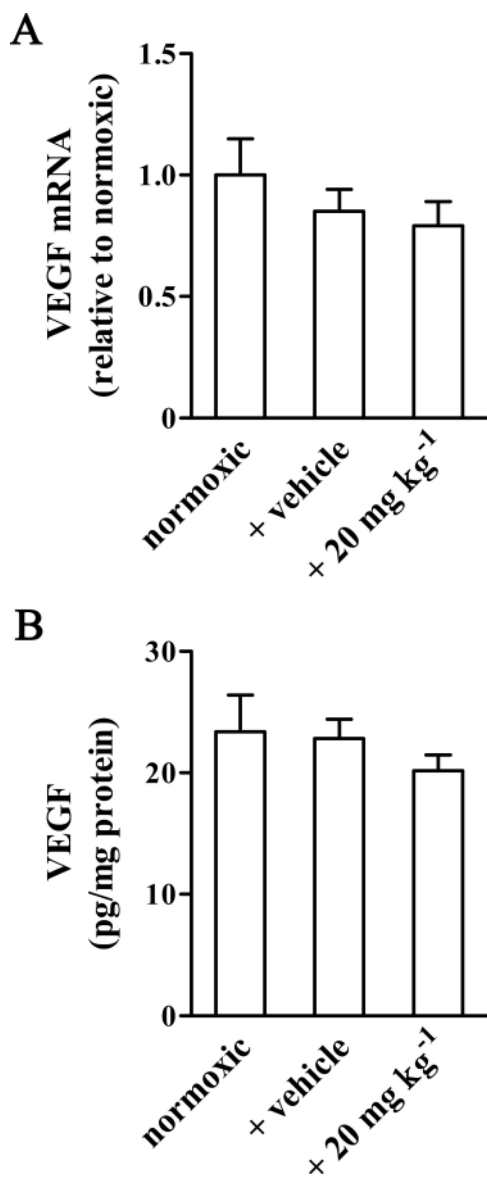 A
VEGF mRNA
(relative to normoxic)
1.5
1.0
0.5
0
normoxic
+ vehicle
+ 20 mg kg⁻¹
B
VEGF
(pg/mg protein)
30
20
10
0
normoxic
+ vehicle
+ 20 mg kg⁻¹